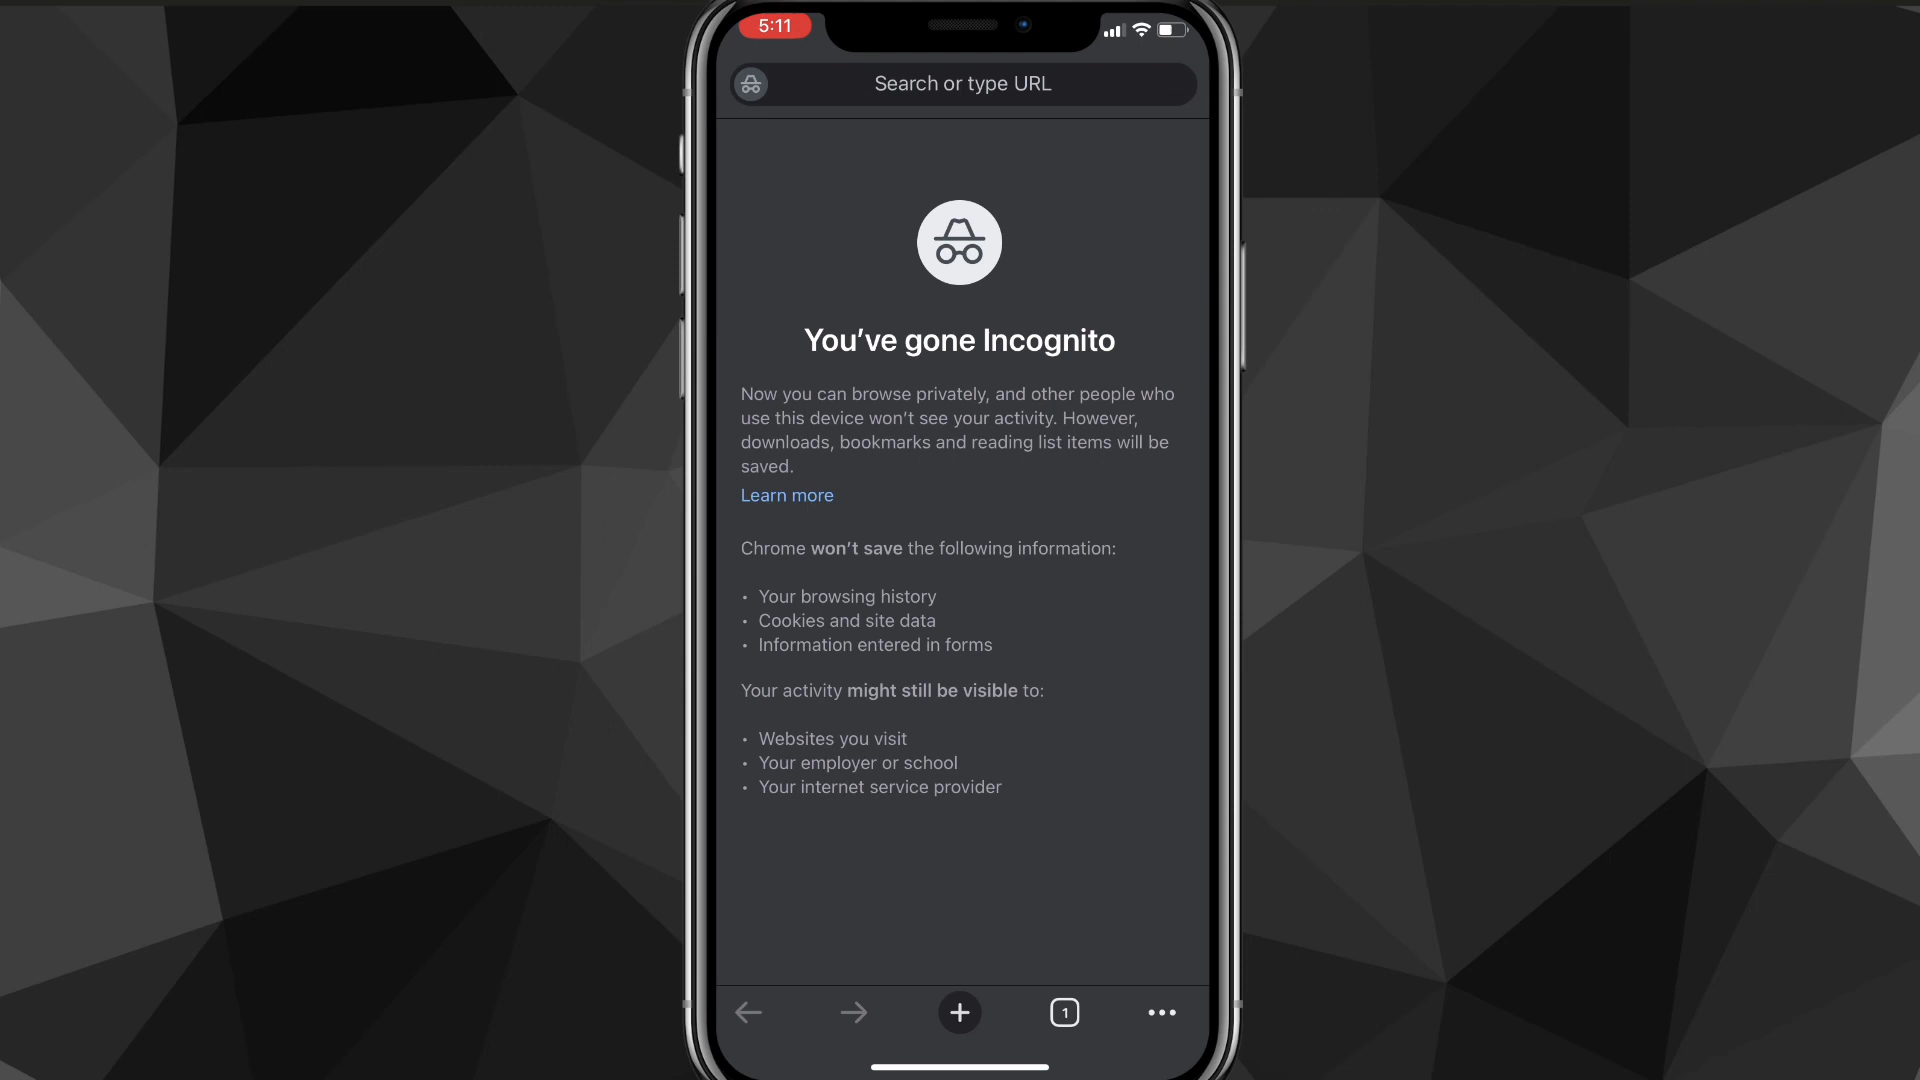 5:11
Search or type URL
You've gone Incognito
Now you can browse privately, and other people who
use this device won't see your activity. However,
downloads, bookmarks and reading list items will be
saved.
Learn more
Chrome won't save the following information:
• Your browsing history
• Cookies and site data
• Information entered in forms
Your activity might still be visible to:
• Websites you visit
• Your employer or school
• Your internet service provider
1